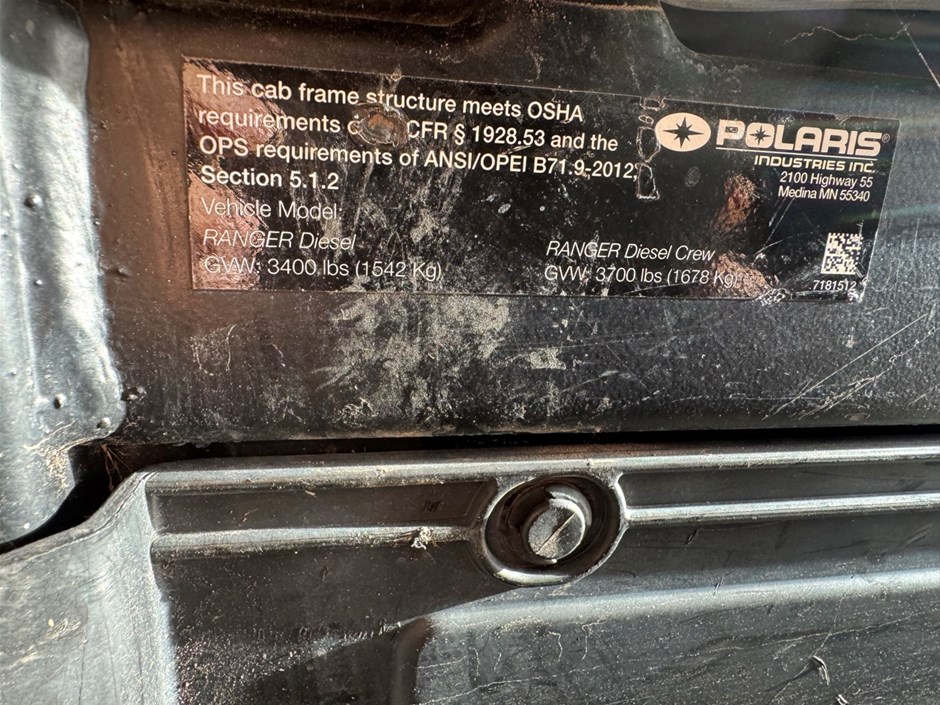 This cab frame structure meets OSHA
requirements CFR § 1928.53 and the
OPS requirements of ANSI/OPEI B71.9-2012,
Section 5.1.2
Vehicle Model:
RANGER Diesel
GVW: 3400 lbs (1542 Kg)
RANGER Diesel Crew
GVW: 3700 lbs (1678 Kg)
POLARIS®
INDUSTRIES INC.
2100 Highway 55
Medina MN 55340
7181512